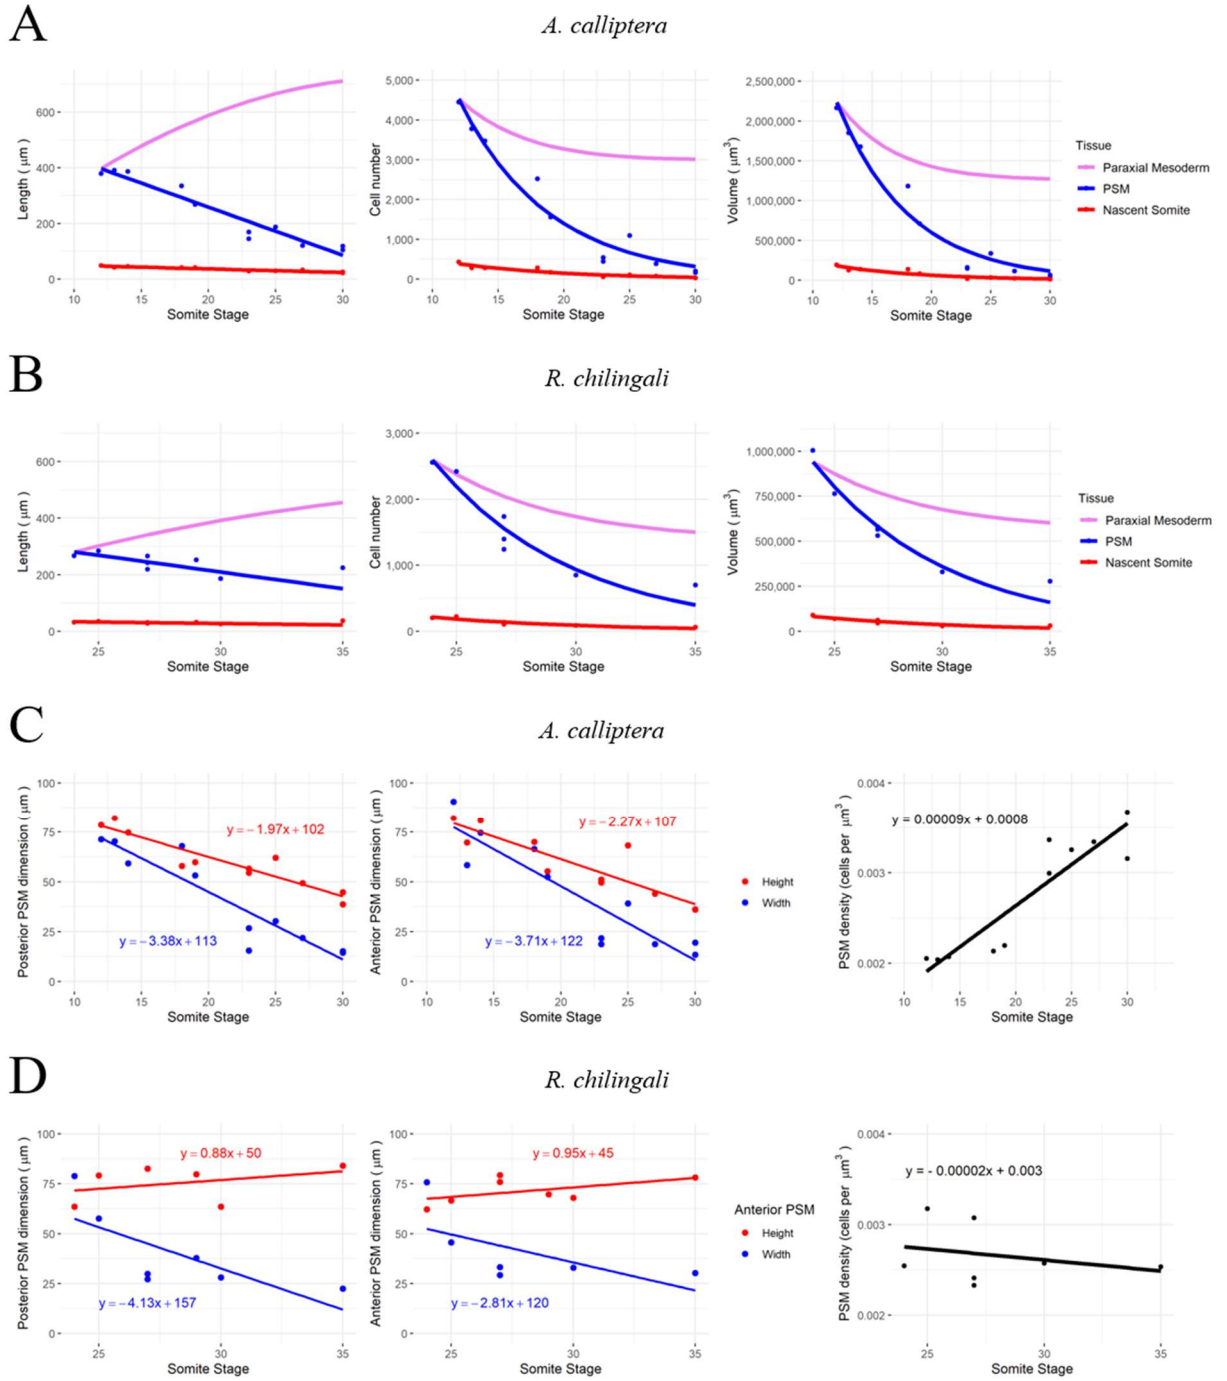 A
A. calliptera
Length ( μm )
600
400
200
0
10 15 20 25 30
Somite Stage
Cell number
5,000
4,000
3,000
2,000
1,000
0
10 15 20 25 30
Somite Stage
Volume ( μm³ )
2,500,000
2,000,000
1,500,000
1,000,000
500,000
0
10 15 20 25 30
Somite Stage
Tissue
Paraxial Mesoderm
PSM
Nascent Somite
B
R. chilingali
Length ( μm )
600
400
200
0
25 30 35
Somite Stage
Cell number
3,000
2,000
1,000
0
25 30 35
Somite Stage
Volume ( μm³ )
1,000,000
750,000
500,000
250,000
0
25 30 35
Somite Stage
Tissue
Paraxial Mesoderm
PSM
Nascent Somite
C
A. calliptera
Posterior PSM dimension ( μm )
100
75
50
25
0
y = −1.97x + 102
y = −3.38x + 113
10 15 20 25 30
Somite Stage
Anterior PSM dimension ( μm )
100
75
50
25
0
y = −2.27x + 107
y = −3.71x + 122
10 15 20 25 30
Somite Stage
Height
Width
PSM density (cells per μm³ )
0.004
0.003
0.002
y = 0.00009x + 0.0008
10 15 20 25 30
Somite Stage
D
R. chilingali
Posterior PSM dimension ( μm )
100
75
50
25
0
y = 0.88x + 50
y = −4.13x + 157
25 30 35
Somite Stage
Anterior PSM dimension ( μm )
100
75
50
25
0
y = 0.95x + 45
y = −2.81x + 120
25 30 35
Somite Stage
Anterior PSM
Height
Width
PSM density (cells per μm³ )
0.004
0.003
0.002
y = - 0.00002x + 0.003
25 30 35
Somite Stage